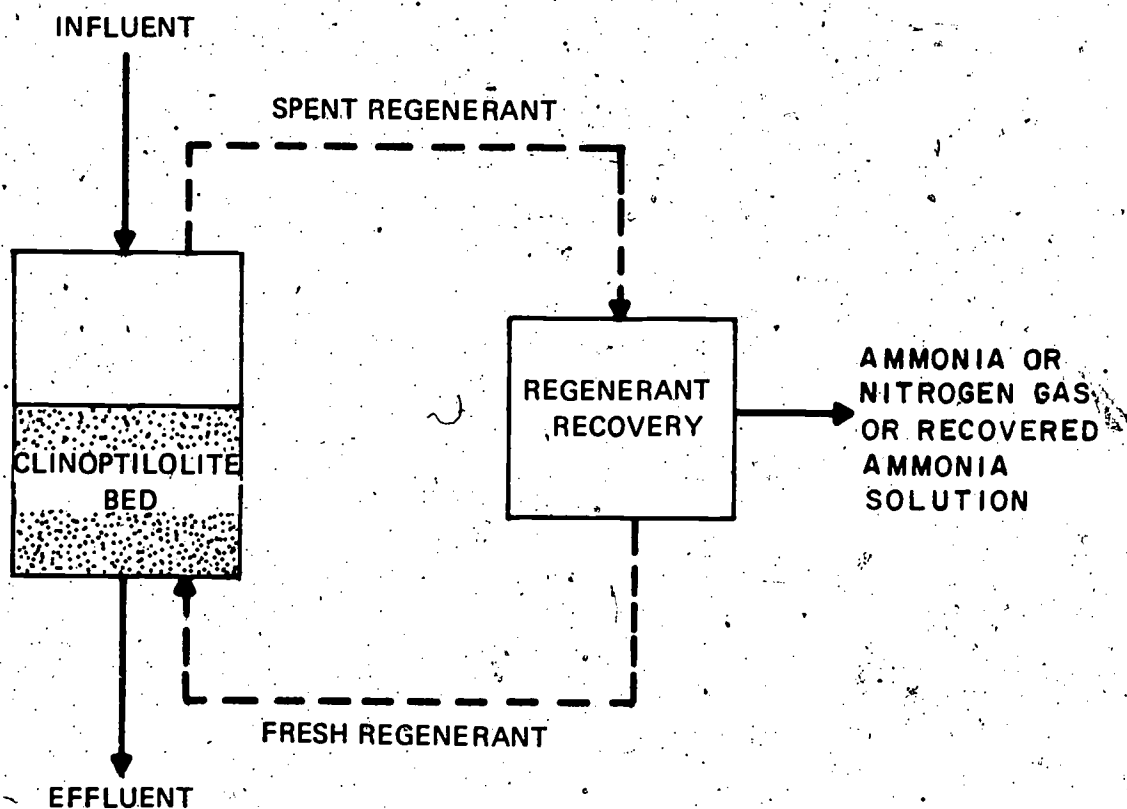 INFLUENT
SPENT REGENERANT
REGENERANT
RECOVERY
AMMONIA OR
NITROGEN GAS
OR RECOVERED
AMMONIA
SOLUTION
CLINOPTILOLITE
BED
FRESH REGENERANT
EFFLUENT